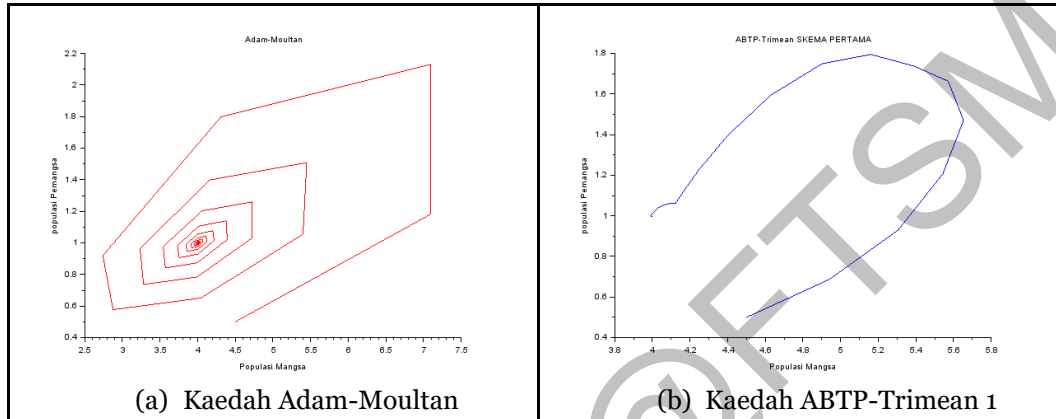 Adam-Moultan
2.2
2
1.8
1.6
1.4
1.2
1
0.8
0.6
0.4
populasi Pemangsa
2.5 3 3.5 4 4.5 5 5.5 6 6.5 7 7.5
Populasi Mangsa
(a) Kaedah Adam-Moultan
ABTP-Trimean SKEMA PERTAMA
1.8
1.6
1.4
1.2
1
0.8
0.6
0.4
populasi Pemangsa
3.8 4 4.2 4.4 4.6 4.8 5 5.2 5.4 5.6 5.8
Populasi Mangsa
(b) Kaedah ABTP-Trimean 1
@FTSM